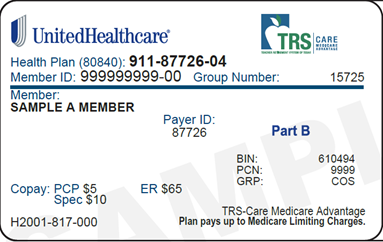 UnitedHealthcare®
TRS CARE
MEDICARE
ADVANTAGE
Health Plan (80840): 911-87726-04
Member ID: 999999999-00 Group Number: 15725
Member:
SAMPLE A MEMBER
Payer ID:
87726
Part B
BIN: 610494
PCN: 9999
GRP: COS
Copay: PCP $5 ER $65
Spec $10
TRS-Care Medicare Advantage
H2001-817-000 Plan pays up to Medicare Limiting Charges.
SAMPLE